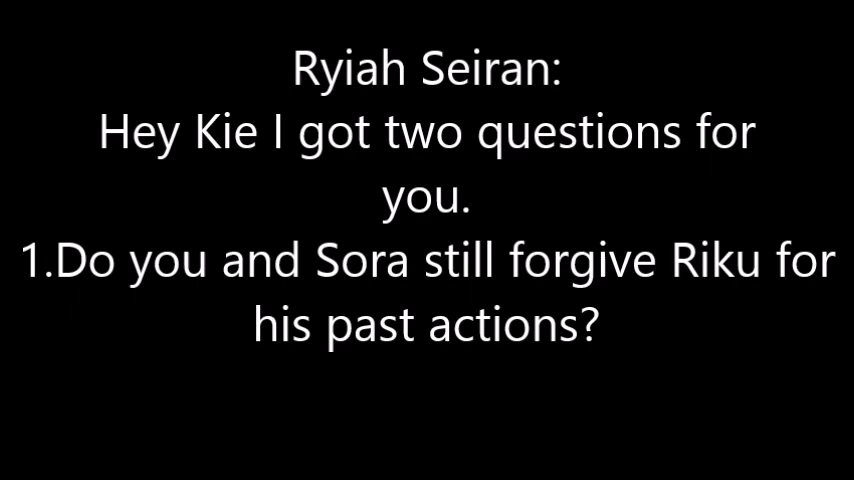 Ryiah Seiran:
Hey Kie I got two questions for
you.
1.Do you and Sora still forgive Riku for
his past actions?